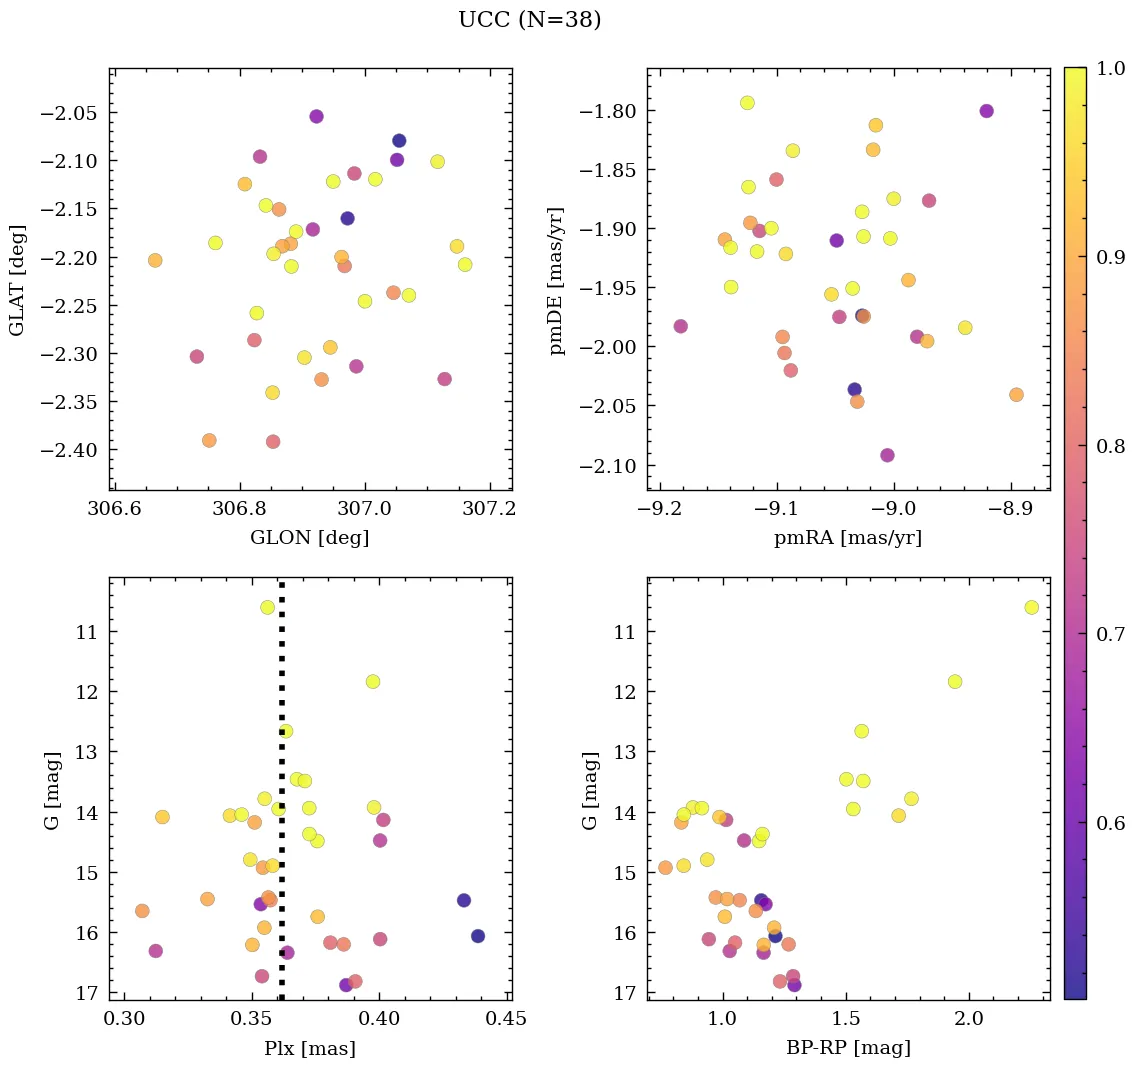 UCC (N=38)
−2.05
−2.10
−2.15
−2.20
−2.25
−2.30
−2.35
−2.40
GLAT [deg]
306.6 306.8 307.0 307.2
GLON [deg]
−1.80
−1.85
−1.90
−1.95
−2.00
−2.05
−2.10
pmDE [mas/yr]
−9.2 −9.1 −9.0 −8.9
pmRA [mas/yr]
1.0
0.9
0.8
0.7
0.6
11
12
13
14
15
16
17
G [mag]
0.30 0.35 0.40 0.45
Plx [mas]
11
12
13
14
15
16
17
G [mag]
1.0 1.5 2.0
BP-RP [mag]